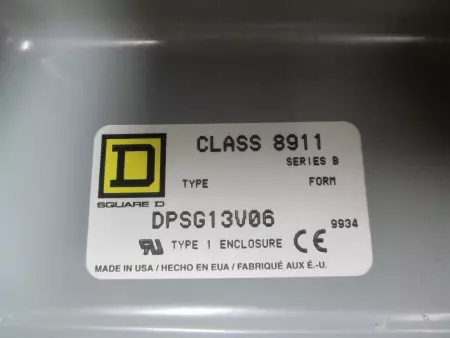 CLASS 8911
SERIES B
TYPE FORM
D
SQUARE D
DPSG13V06
9934
TYPE 1 ENCLOSURE CE
MADE IN USA / HECHO EN EUA / FABRIQUÉ AUX É.-U.